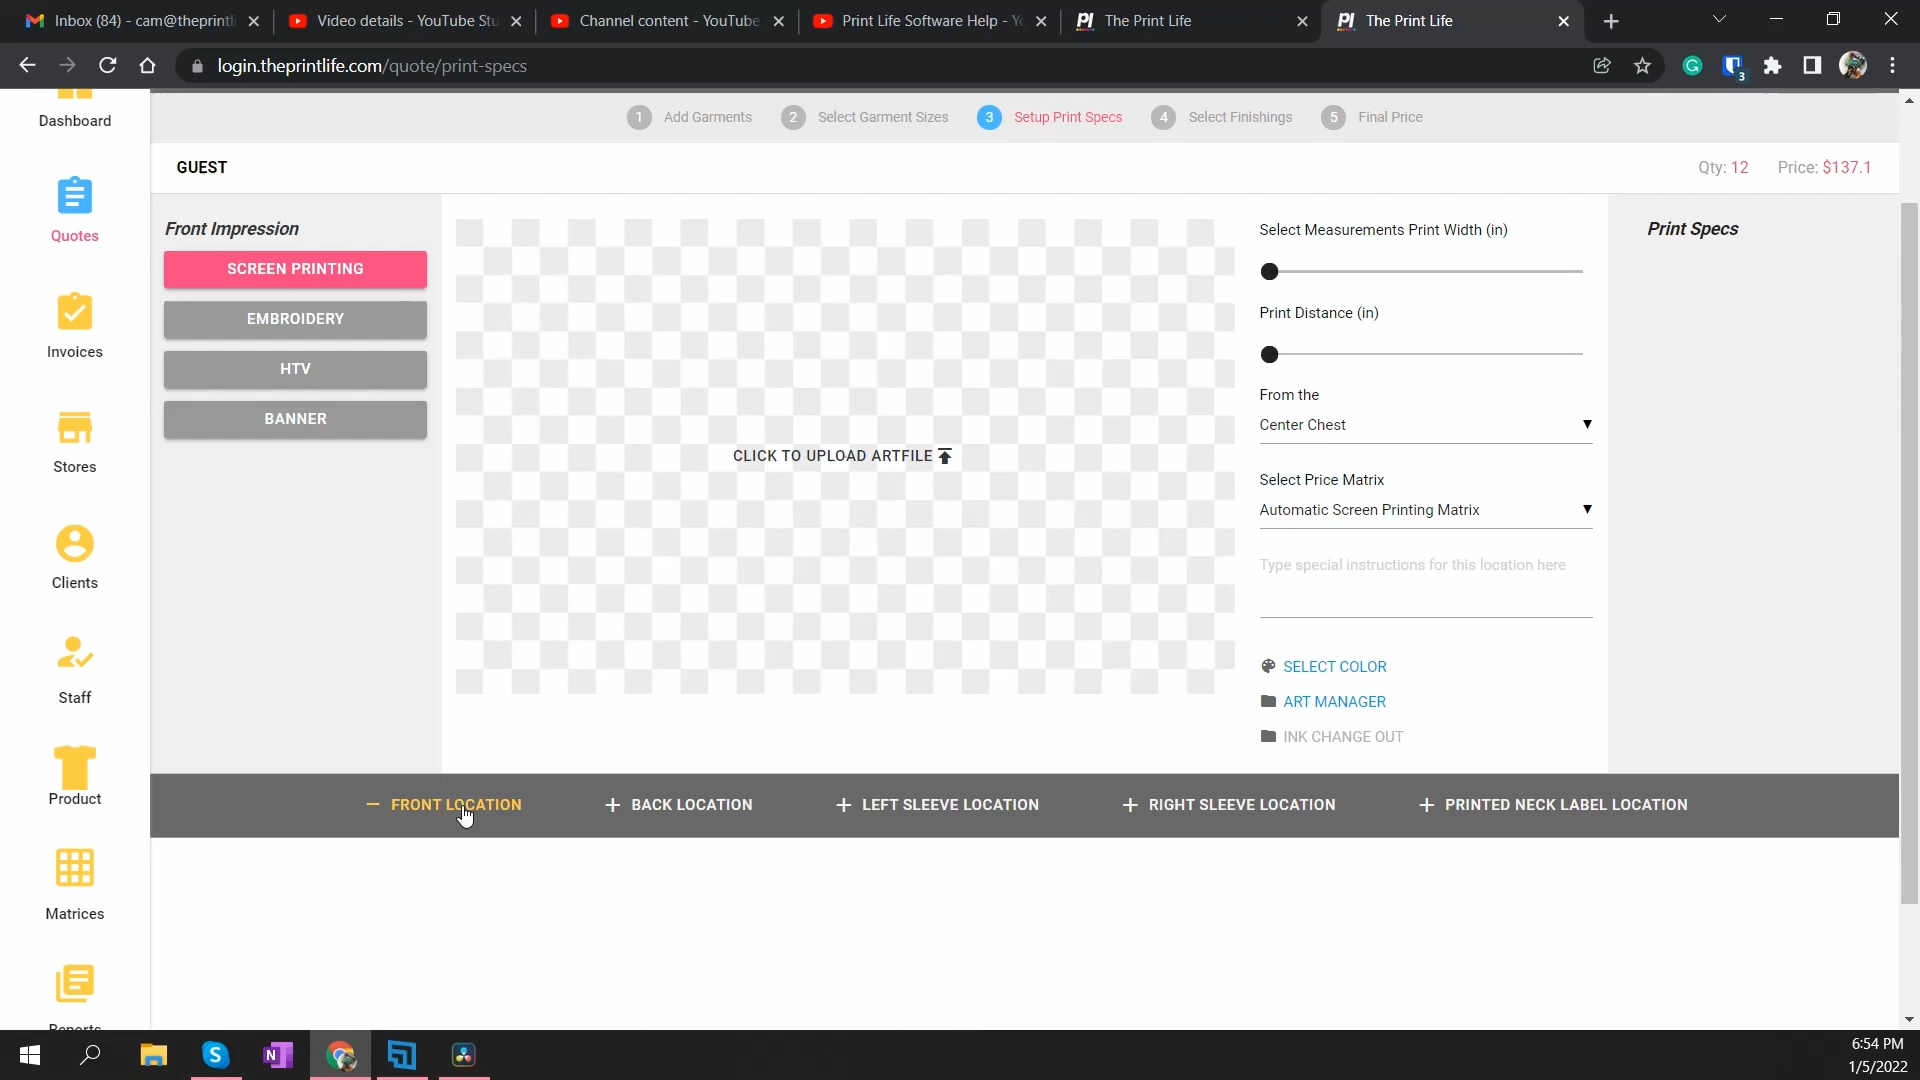 Inbox (84) - cam@theprintl
Video details - YouTube Stu
Channel content - YouTube
Print Life Software Help - Yo
The Print Life
The Print Life
login.theprintlife.com/quote/print-specs
3
Dashboard
1 Add Garments
2 Select Garment Sizes
3 Setup Print Specs
4 Select Finishings
5 Final Price
GUEST
Qty: 12 Price: $137.1
Quotes
Invoices
Stores
Clients
Staff
Product
Matrices
Reports
Front Impression
SCREEN PRINTING
EMBROIDERY
HTV
BANNER
CLICK TO UPLOAD ARTFILE
Select Measurements Print Width (in)
Print Distance (in)
From the
Center Chest
Select Price Matrix
Automatic Screen Printing Matrix
Type special instructions for this location here
SELECT COLOR
ART MANAGER
INK CHANGE OUT
Print Specs
FRONT LOCATION
BACK LOCATION
LEFT SLEEVE LOCATION
RIGHT SLEEVE LOCATION
PRINTED NECK LABEL LOCATION
6:54 PM
1/5/2022